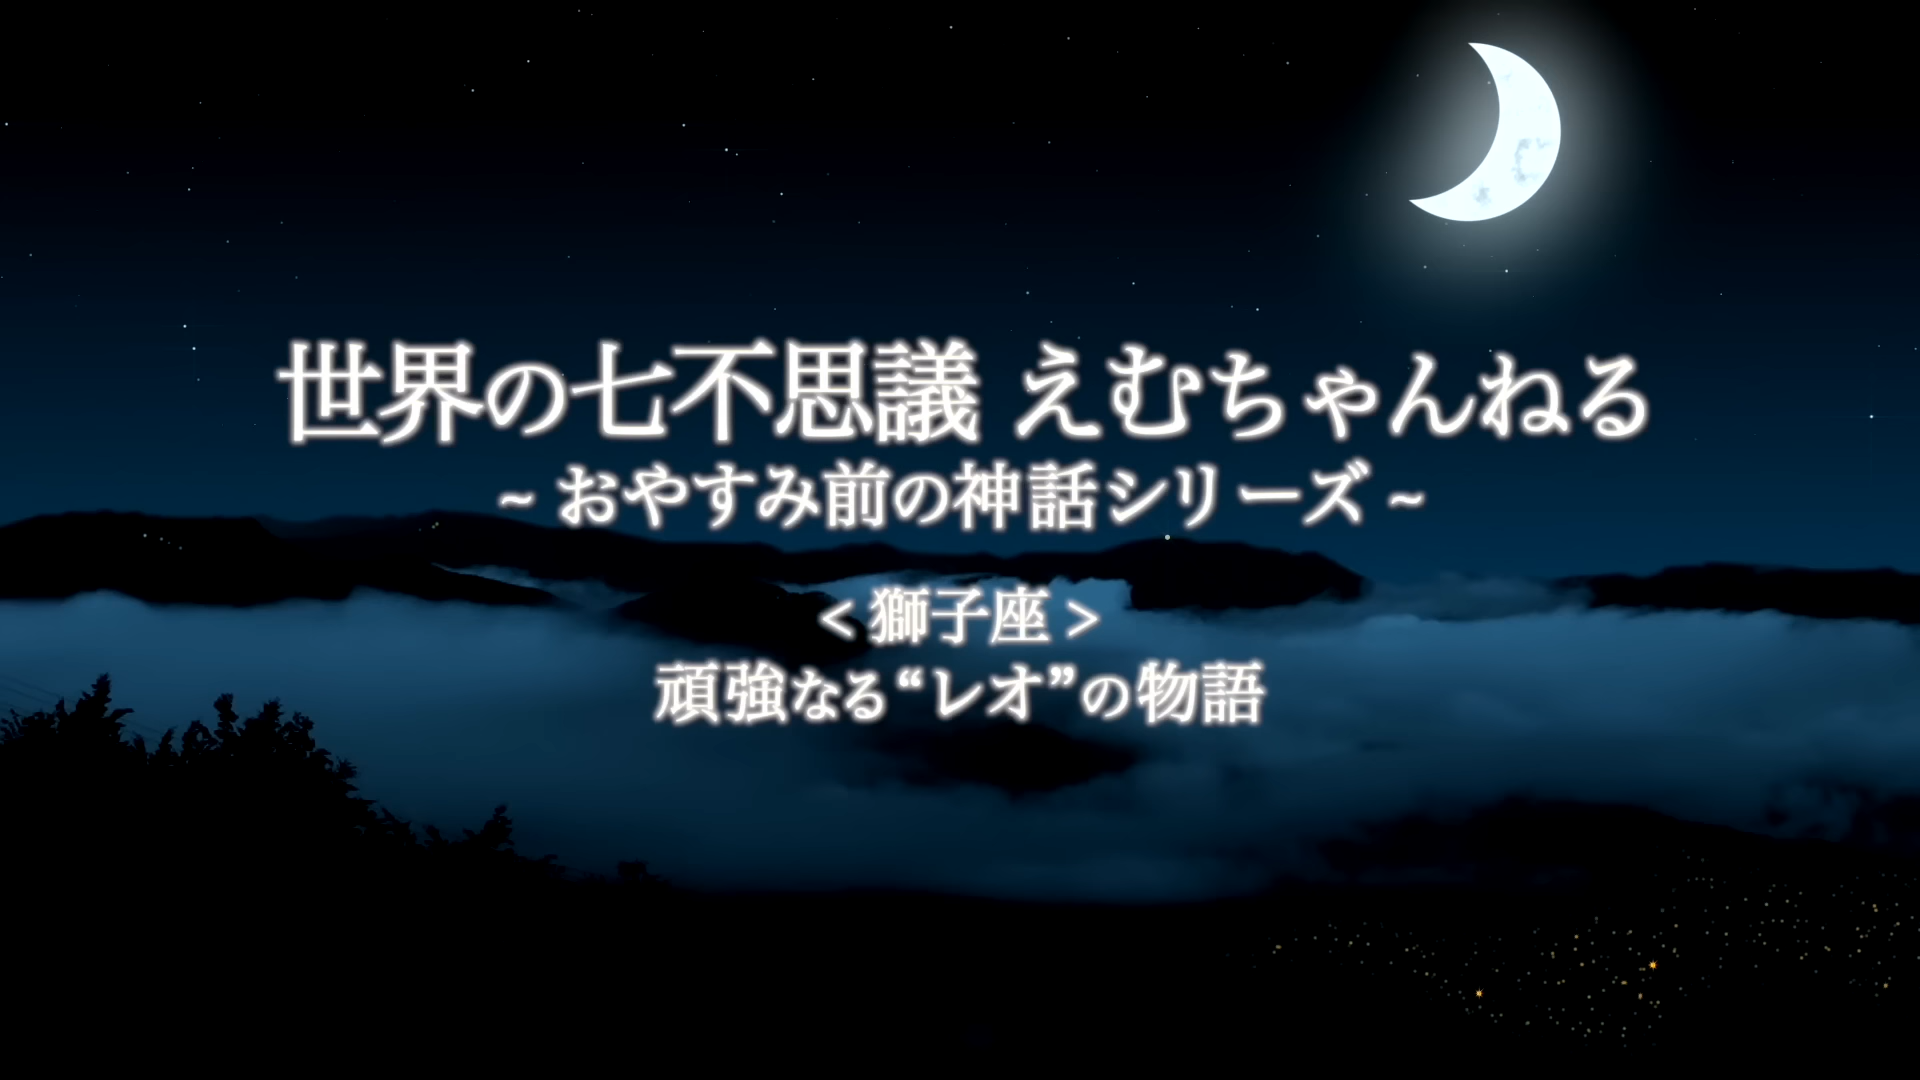 世界の七不思議 えむちゃんねる
~ おやすみ前の神話シリーズ ~
< 獅子座 >
頑強なる“レオ”の物語